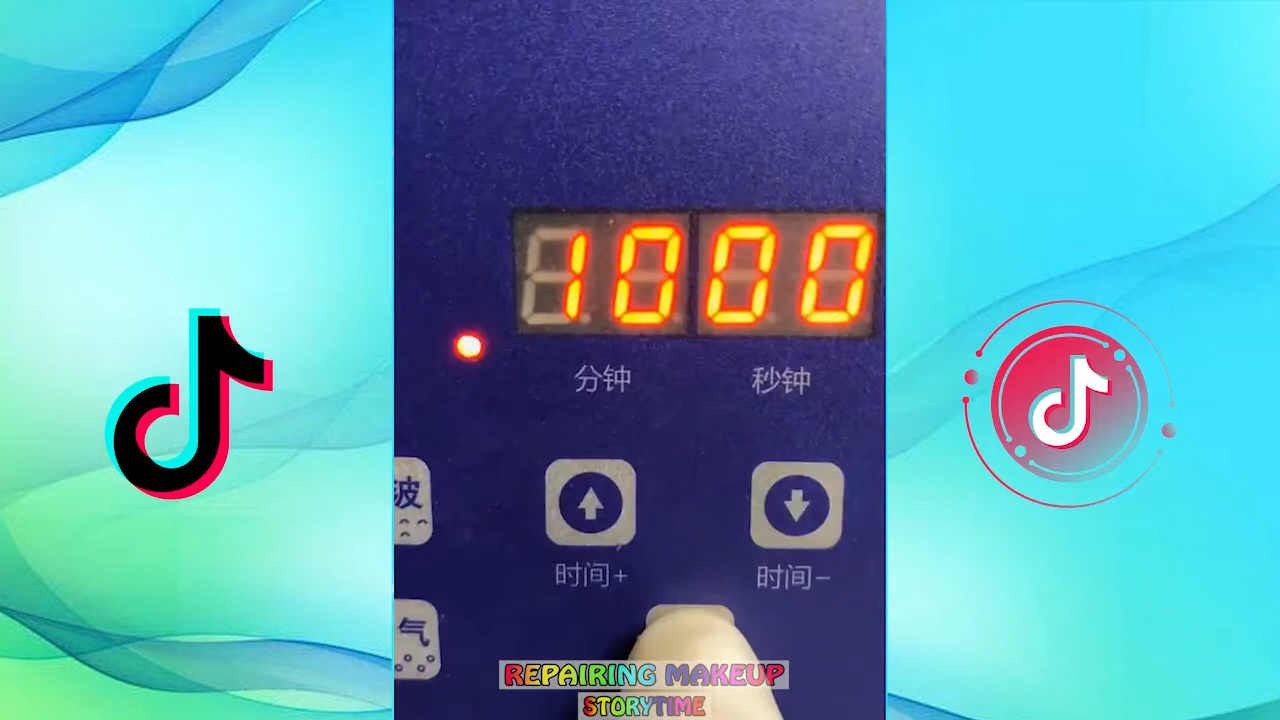 1000
分钟 秒钟
波
时间+ 时间-
气
REPAIRING MAKEUP
STORYTIME